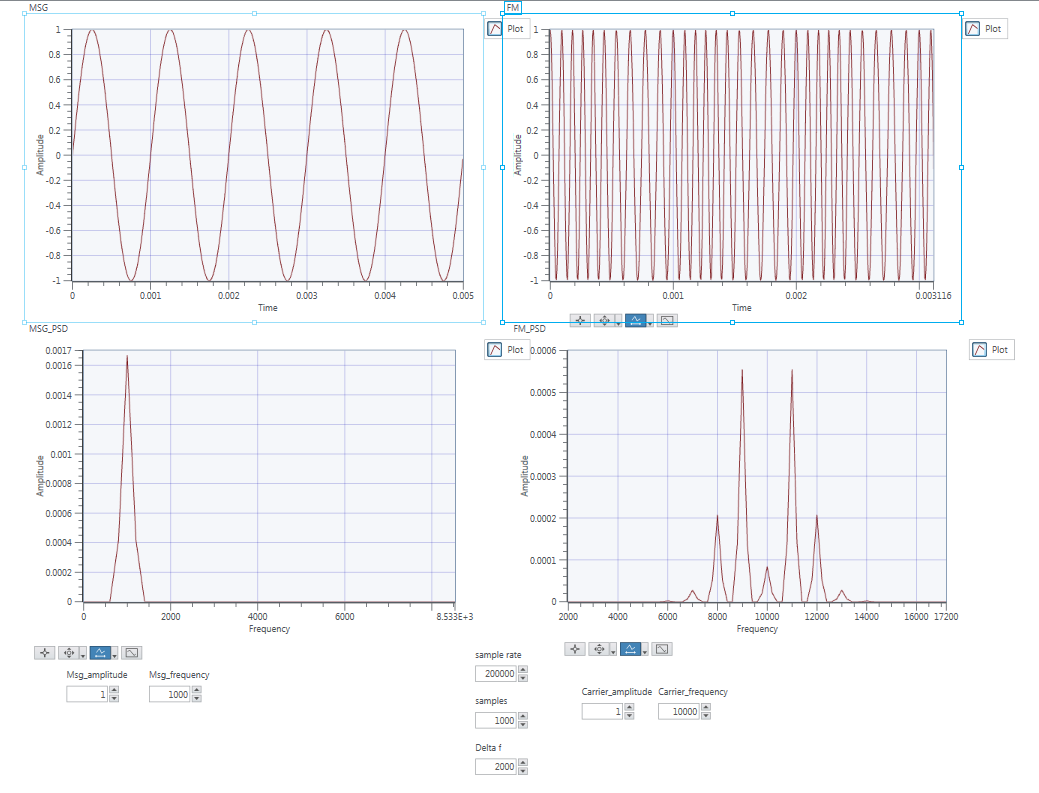 MSG
FM
Plot
Plot
1
0.8
0.6
0.4
0.2
0
-0.2
-0.4
-0.6
-0.8
-1
Amplitude
0 0.001 0.002 0.003 0.004 0.005
Time
1
0.8
0.6
0.4
0.2
0
-0.2
-0.4
-0.6
-0.8
-1
Amplitude
0 0.001 0.002 0.003116
Time
MSG_PSD
FM_PSD
Plot
Plot
0.0017
0.0016
0.0014
0.0012
0.001
0.0008
0.0006
0.0004
0.0002
0
Amplitude
0 2000 4000 6000 8.533E+3
Frequency
0.0006
0.0005
0.0004
0.0003
0.0002
0.0001
0
Amplitude
2000 4000 6000 8000 10000 12000 14000 16000 17200
Frequency
Msg_amplitude Msg_frequency
1 1000
sample rate
200000
samples
1000
Delta f
2000
Carrier_amplitude Carrier_frequency
1 10000